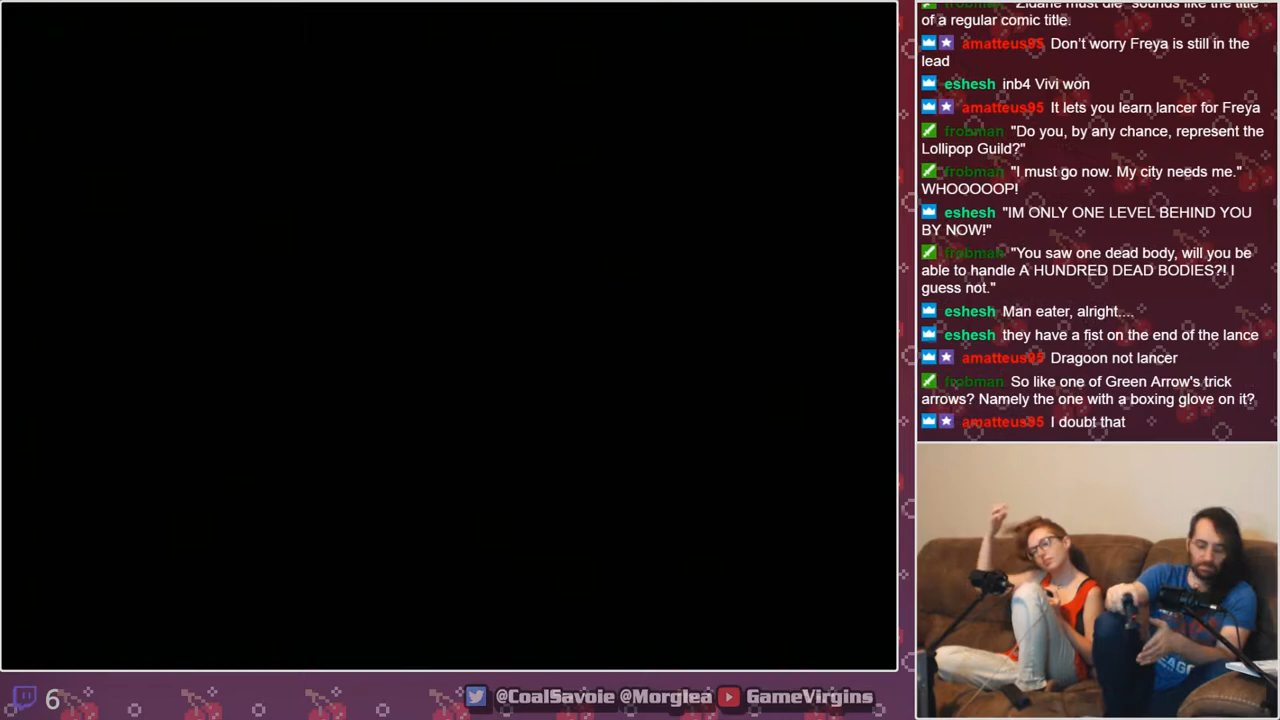 frobman "Zidane must die" sounds like the title
of a regular comic title.
amatteus95 Don't worry Freya is still in the
lead
eshesh inb4 Vivi won
amatteus95 It lets you learn lancer for Freya
frobman "Do you, by any chance, represent the
Lollipop Guild?"
frobman "I must go now. My city needs me."
WHOOOOOP!
eshesh "IM ONLY ONE LEVEL BEHIND YOU
BY NOW!"
frobman "You saw one dead body, will you be
able to handle A HUNDRED DEAD BODIES?! I
guess not."
eshesh Man eater, alright....
eshesh they have a fist on the end of the lance
amatteus95 Dragoon not lancer
frobman So like one of Green Arrow's trick
arrows? Namely the one with a boxing glove on it?
amatteus95 I doubt that
6 @CoalSavoie @Morglea GameVirgins